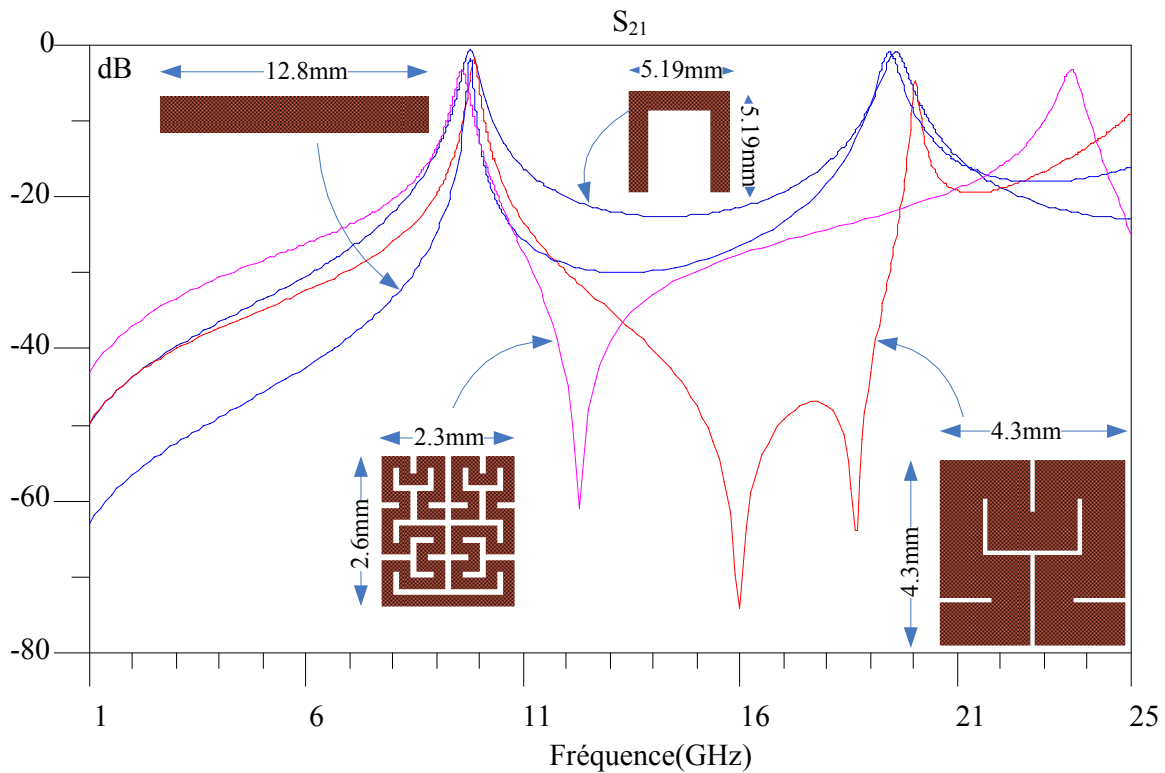 S21
0
dB
12.8mm
5.19mm
5.19mm
-20
-40
2.3mm
2.6mm
4.3mm
4.3mm
-60
-80
1
6
11
16
21
25
Fréquence(GHz)